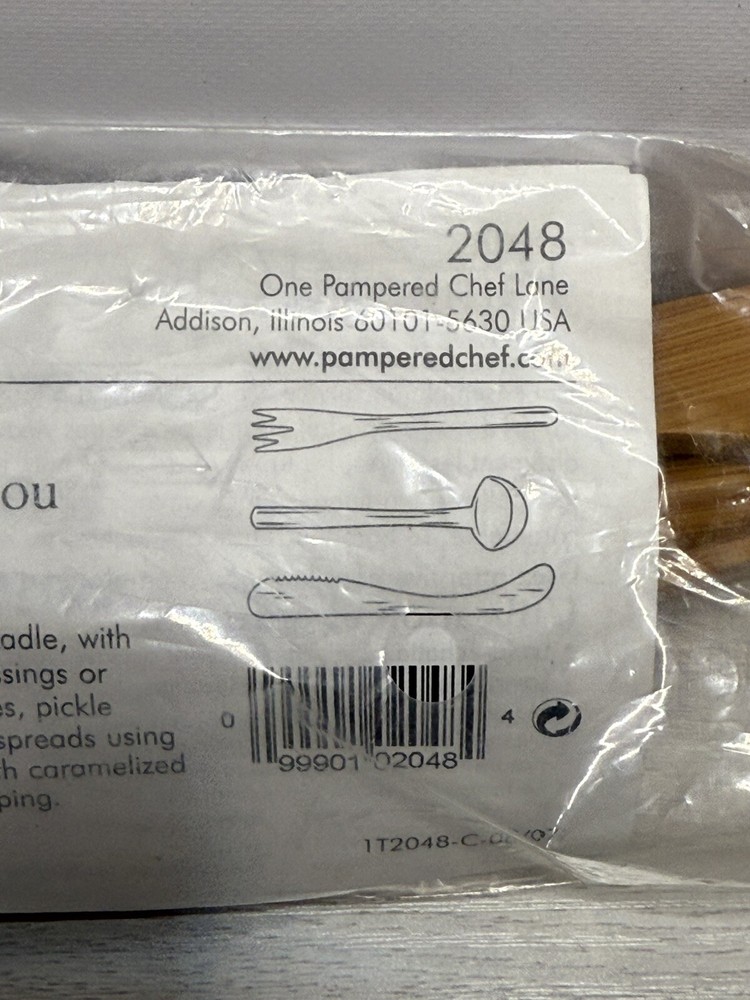 2048
One Pampered Chef Lane
Addison, Illinois 60101-5630 USA
www.pamperedchef.com
ou
adle, with
ssings or
es, pickle
spreads using
h caramelized
ping.
0 99901 02048 4
1T2048-C-